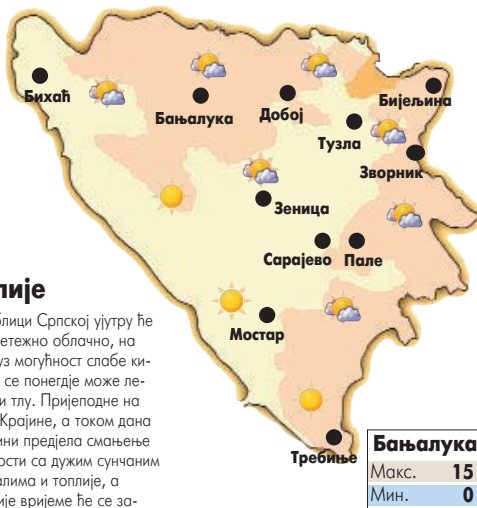 Бихаћ
Бањалука
Добој
Бијељина
Тузла
Зворник
Зеница
Сарајево
Пале
Мостар
Требиње
пије
блици Српској ујутру ће
етежно облачно, на
уз могућност слабе ки-
се понегдје може ле-
и тлу. Пријеподне на
Крајине, а током дана
ини предјела смањење
ости са дужим сунчаним
алима и топлије, а
ије вријеме ће се за-
Бањалука
Макс. 15
Мин. 0